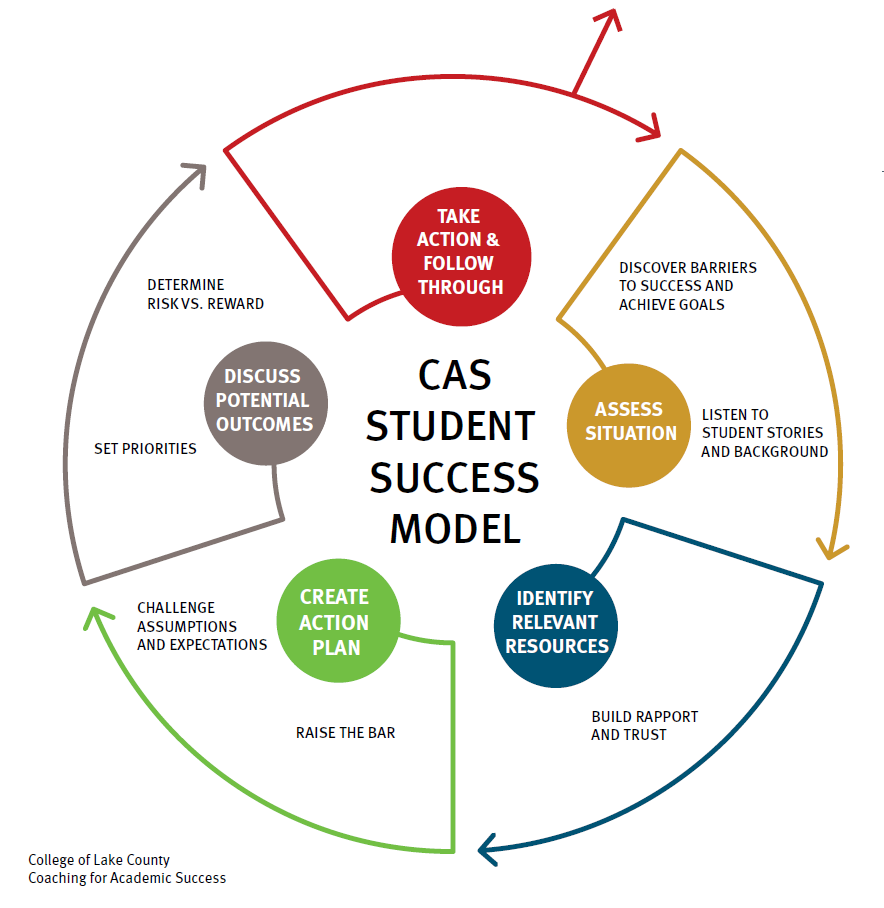 TAKE
ACTION &
FOLLOW
THROUGH
DISCOVER BARRIERS
TO SUCCESS AND
ACHIEVE GOALS
ASSESS
SITUATION
LISTEN TO
STUDENT STORIES
AND BACKGROUND
IDENTIFY
RELEVANT
RESOURCES
BUILD RAPPORT
AND TRUST
CREATE
ACTION
PLAN
RAISE THE BAR
CHALLENGE
ASSUMPTIONS
AND EXPECTATIONS
DISCUSS
POTENTIAL
OUTCOMES
SET PRIORITIES
DETERMINE
RISK VS. REWARD
CAS
STUDENT
SUCCESS
MODEL
College of Lake County
Coaching for Academic Success